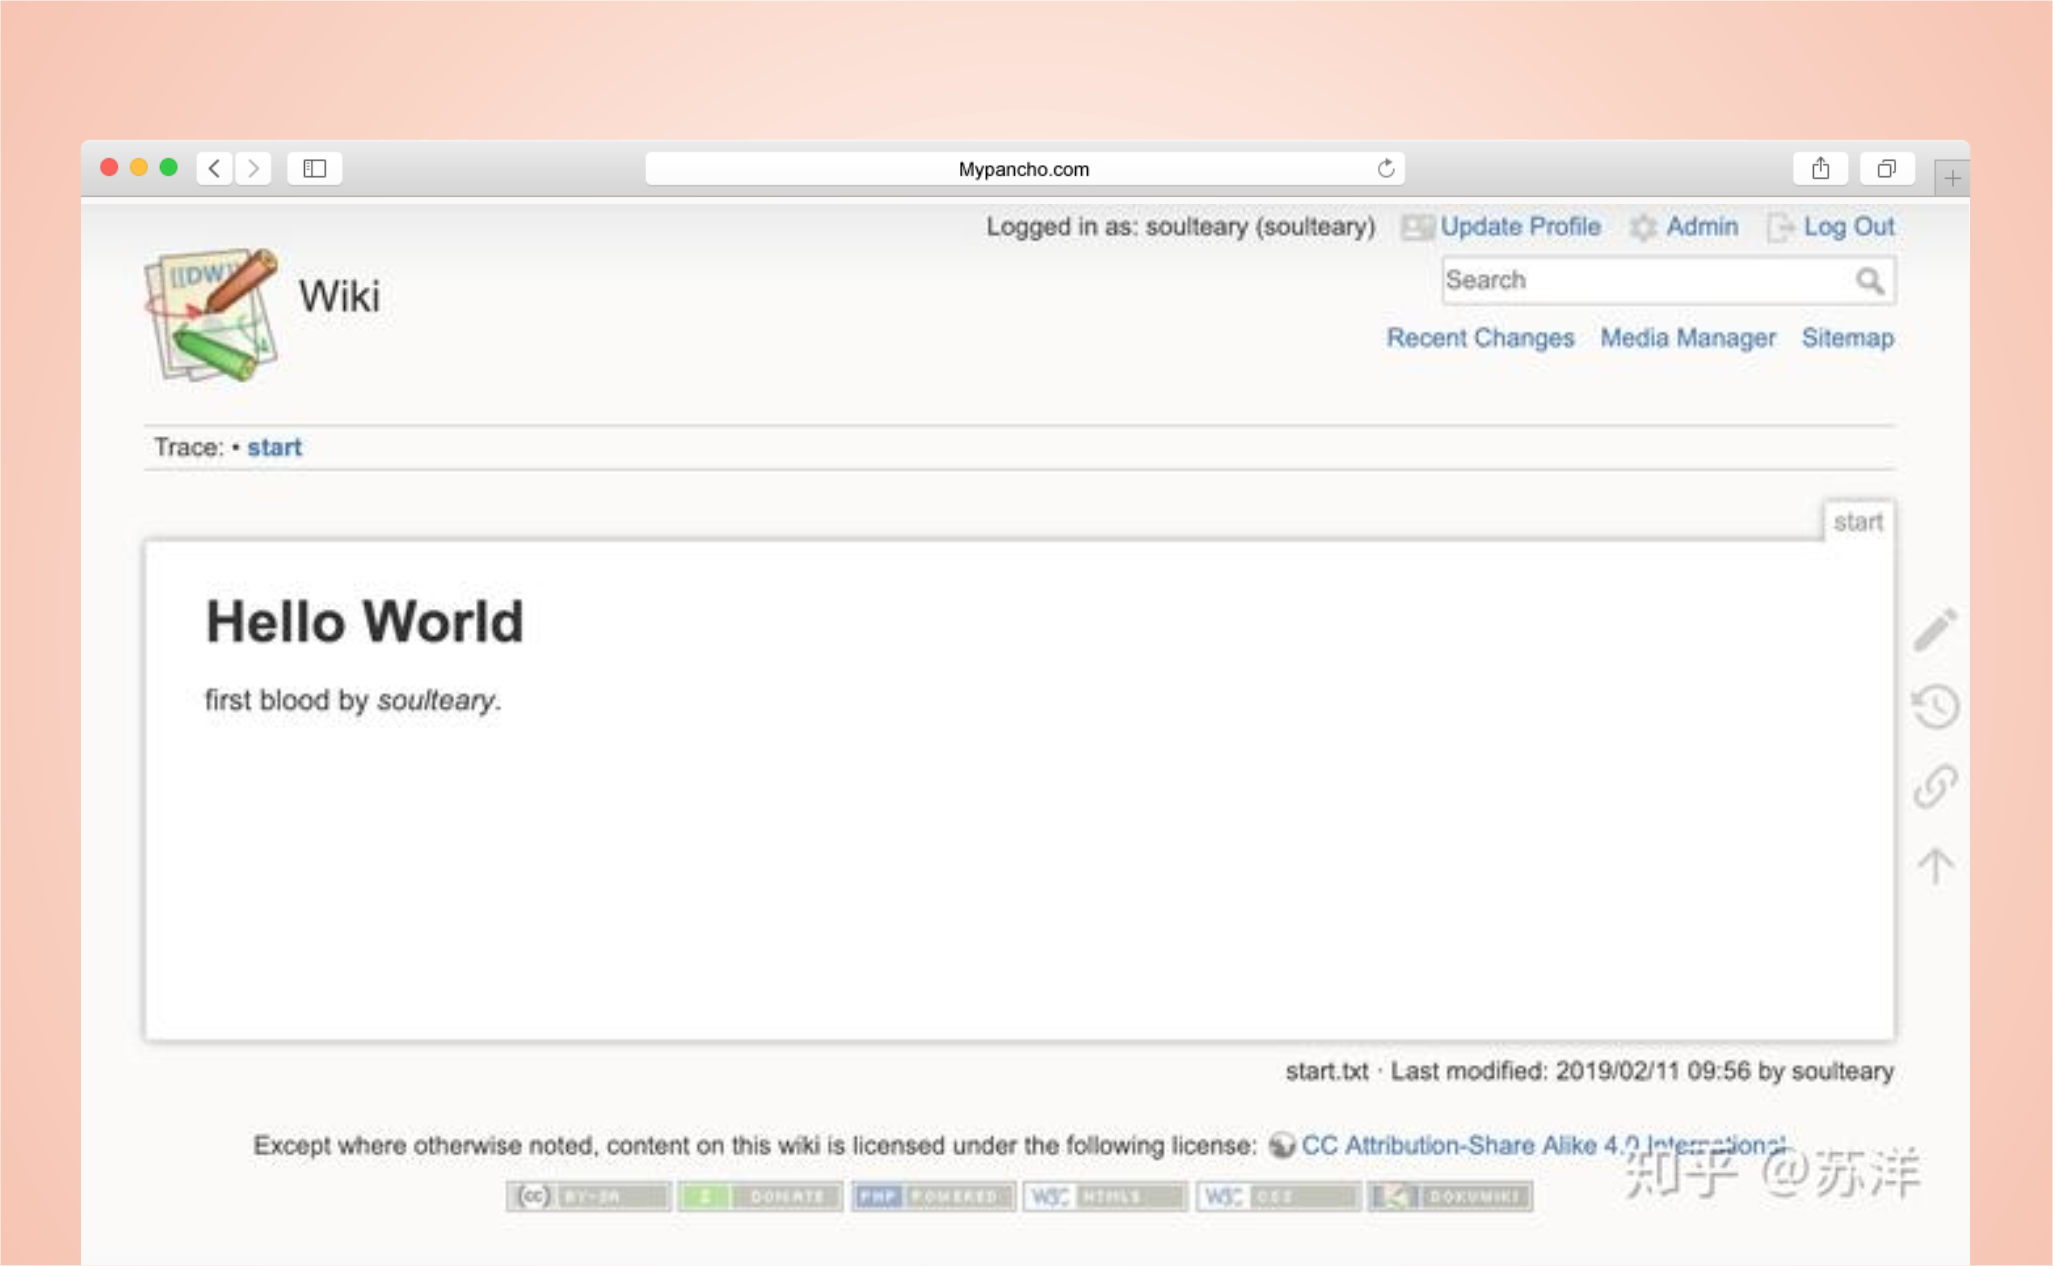 Mypancho.com
Logged in as: soulteary (soulteary) Update Profile Admin Log Out
[[DW]]
Wiki
Search
Recent Changes Media Manager Sitemap
Trace: • start
start
Hello World
first blood by soulteary.
start.txt · Last modified: 2019/02/11 09:56 by soulteary
Except where otherwise noted, content on this wiki is licensed under the following license: CC Attribution-Share Alike 4.0 International
(cc) BY-SA $ DONATE PHP POWERED W3C HTML5 W3C CSS DOKUWIKI
知乎 @苏洋